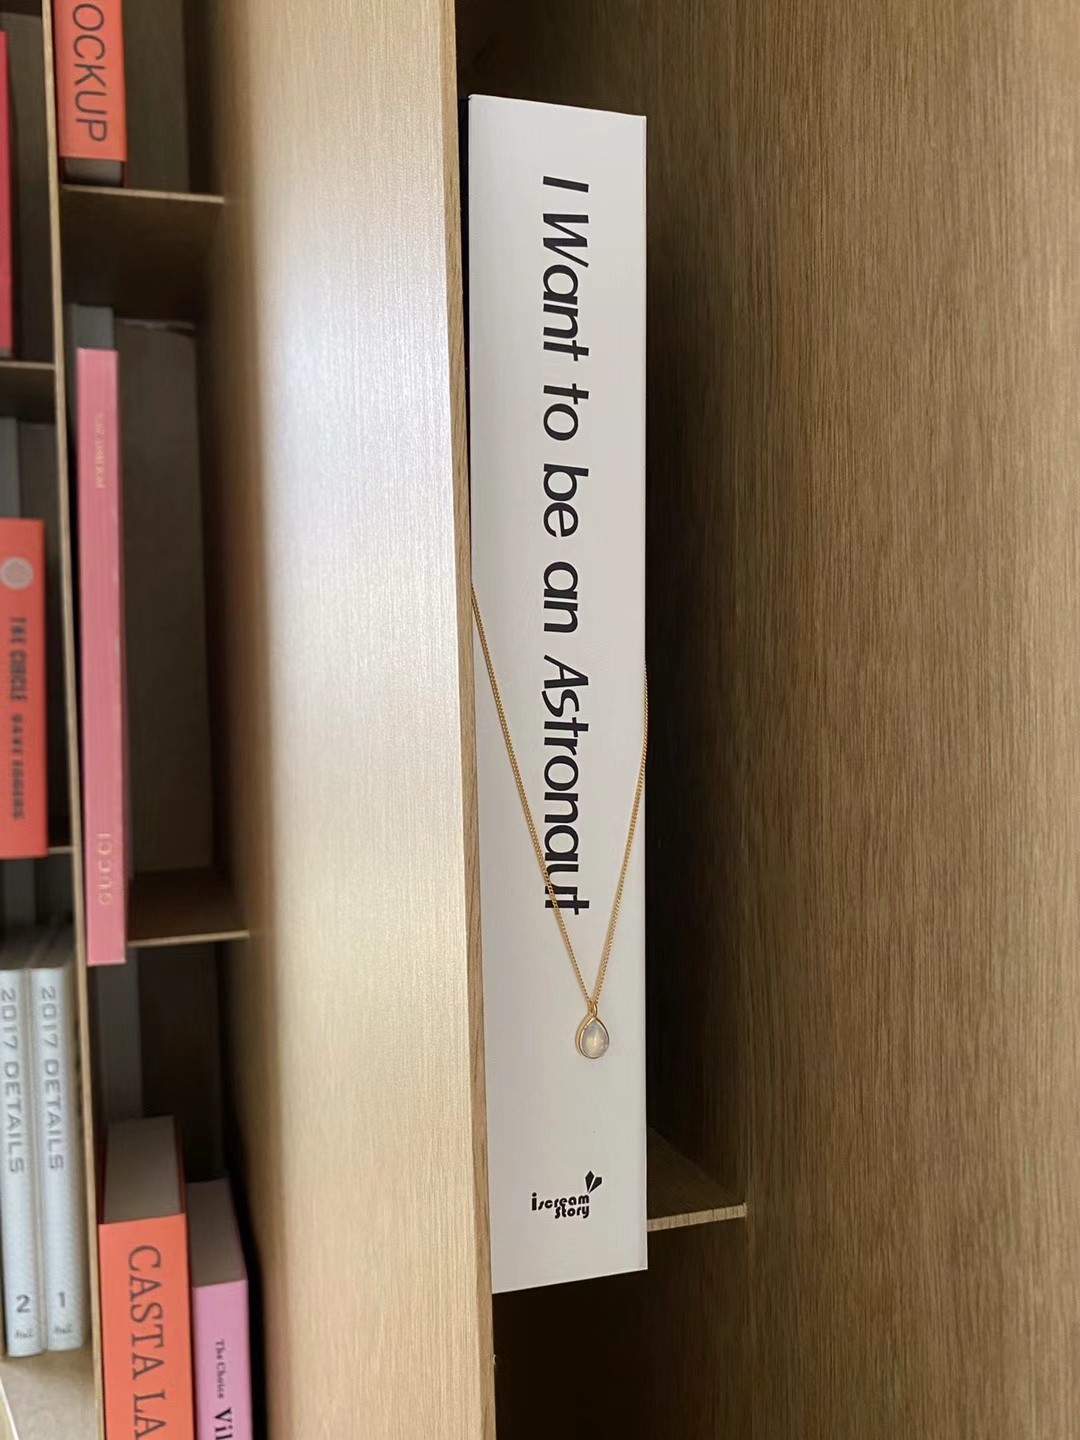 OCKUP
GUCCI
THE CIRCLE DAVE EGGERS
2017 DETAILS 2
2017 DETAILS 1
CASTA LA
The Choice Vil
I Want to be an Astronaut
iscream
Story